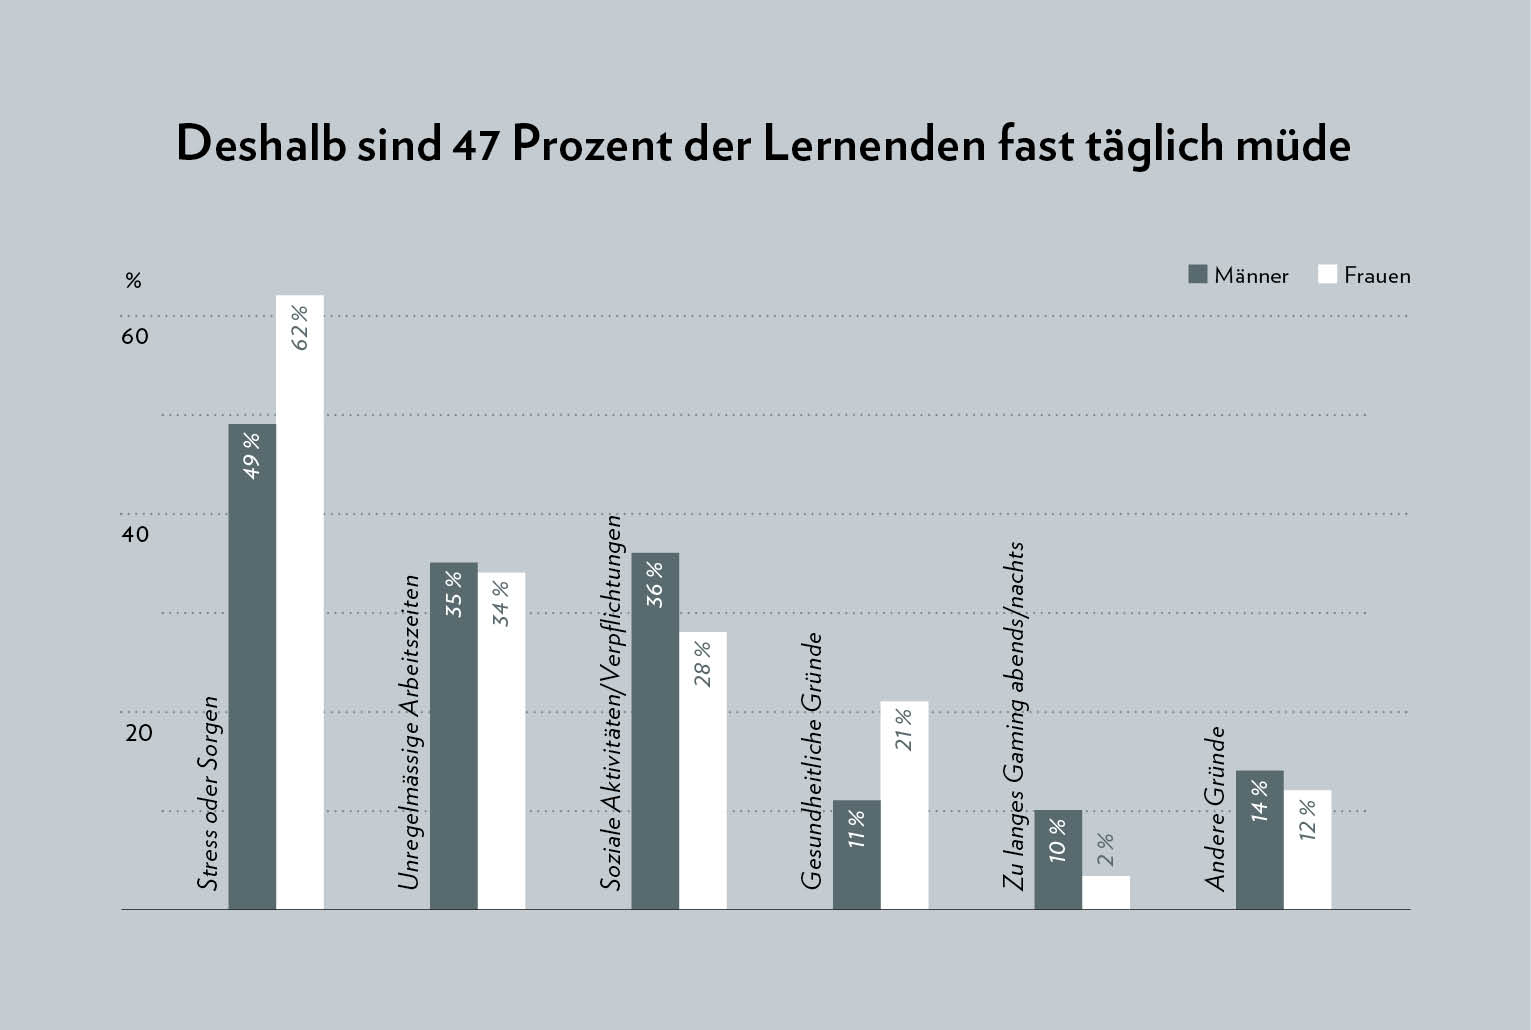 Deshalb sind 47 Prozent der Lernenden fast täglich müde
Männer
Frauen
%
60
40
20
Stress oder Sorgen
49 %
62 %
Unregelmässige Arbeitszeiten
35 %
34 %
Soziale Aktivitäten/Verpflichtungen
36 %
28 %
Gesundheitliche Gründe
11 %
21 %
Zu langes Gaming abends/nachts
10 %
2 %
Andere Gründe
14 %
12 %